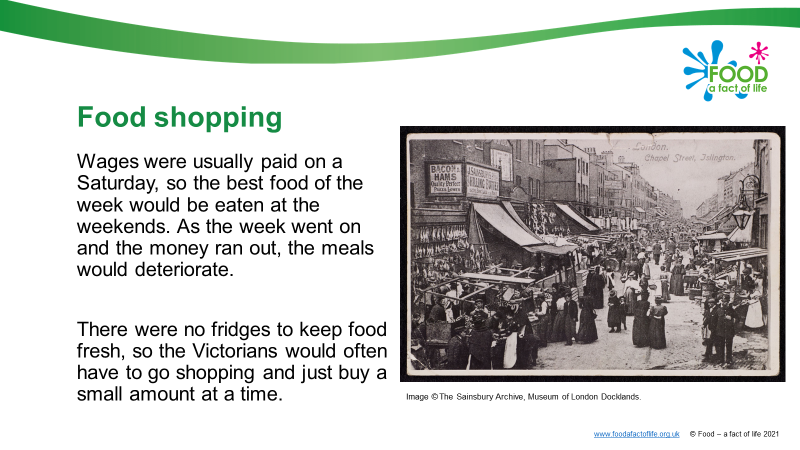 FOOD
a fact of life
Food shopping
Wages were usually paid on a
Saturday, so the best food of the
week would be eaten at the
weekends. As the week went on
and the money ran out, the meals
would deteriorate.
There were no fridges to keep food
fresh, so the Victorians would often
have to go shopping and just buy a
small amount at a time.
London.
Chapel Street, Islington.
BACON &
HAMS
Quality Perfect
Image © The Sainsbury Archive, Museum of London Docklands.
www.foodafactoflife.org.uk © Food – a fact of life 2021